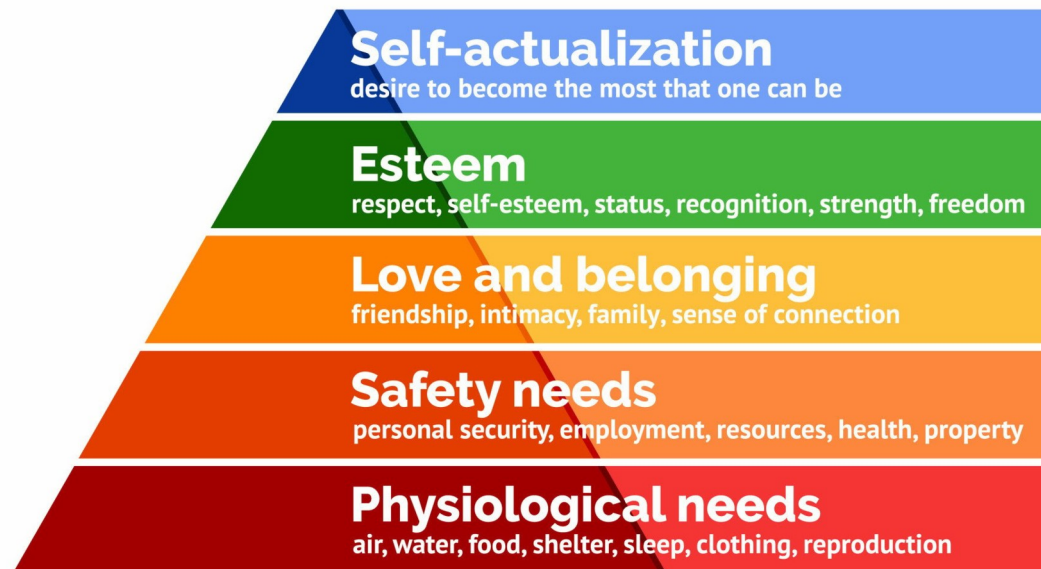 Self-actualization
desire to become the most that one can be
Esteem
respect, self-esteem, status, recognition, strength, freedom
Love and belonging
friendship, intimacy, family, sense of connection
Safety needs
personal security, employment, resources, health, property
Physiological needs
air, water, food, shelter, sleep, clothing, reproduction